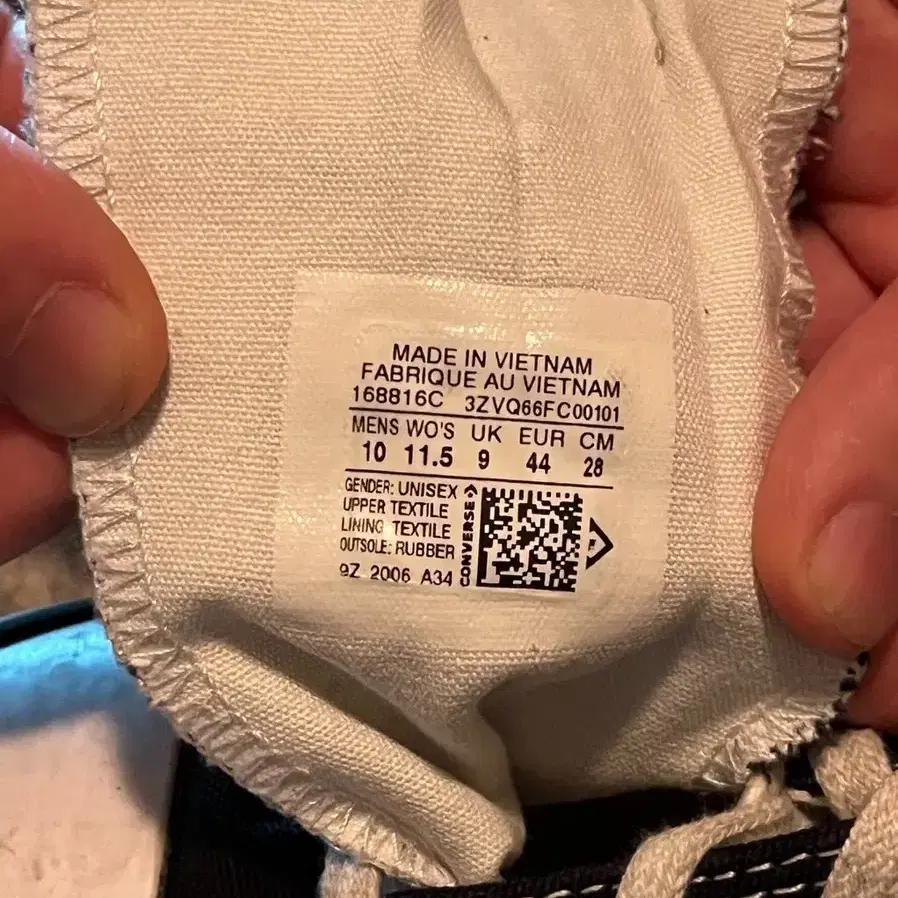 MADE IN VIETNAM
FABRIQUE AU VIETNAM
168816C 3ZVQ66FC00101
MENS WO'S UK EUR CM
10 11.5 9 44 28
GENDER: UNISEX
UPPER TEXTILE
LINING TEXTILE
OUTSOLE: RUBBER
9Z 2006 A34
CONVERSE